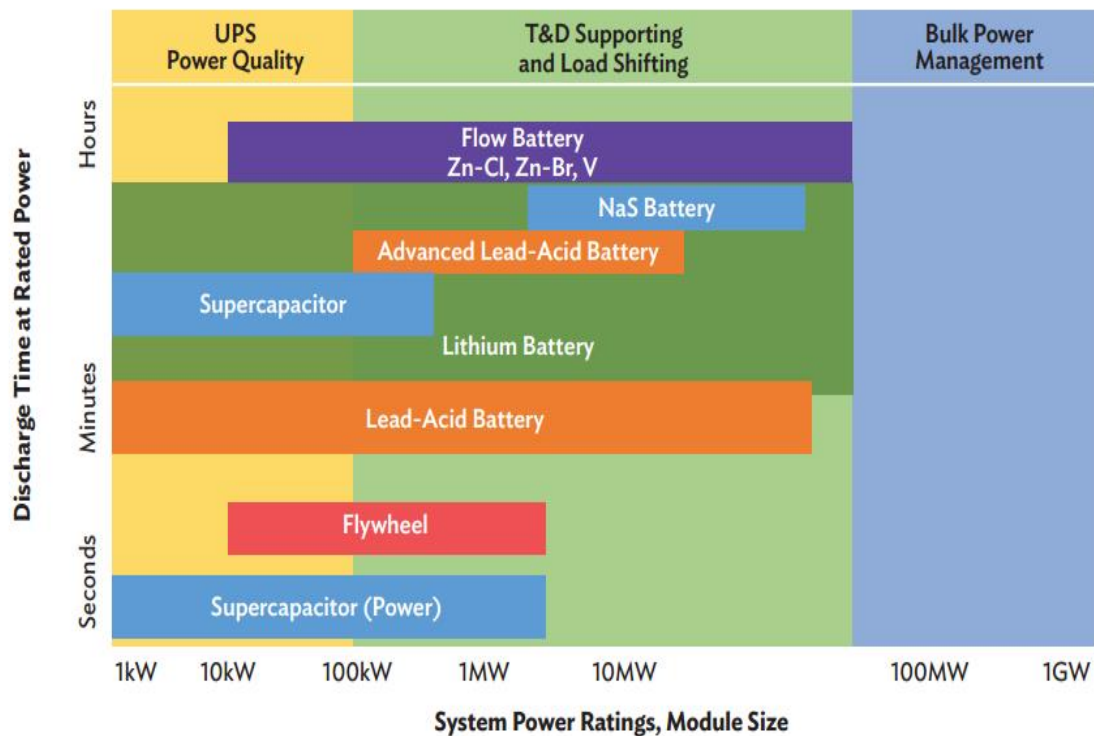 UPS
Power Quality
T&D Supporting
and Load Shifting
Bulk Power
Management
Discharge Time at Rated Power
Hours
Minutes
Seconds
Flow Battery
Zn-Cl, Zn-Br, V
NaS Battery
Advanced Lead-Acid Battery
Supercapacitor
Lithium Battery
Lead-Acid Battery
Flywheel
Supercapacitor (Power)
1kW 10kW 100kW 1MW 10MW 100MW 1GW
System Power Ratings, Module Size